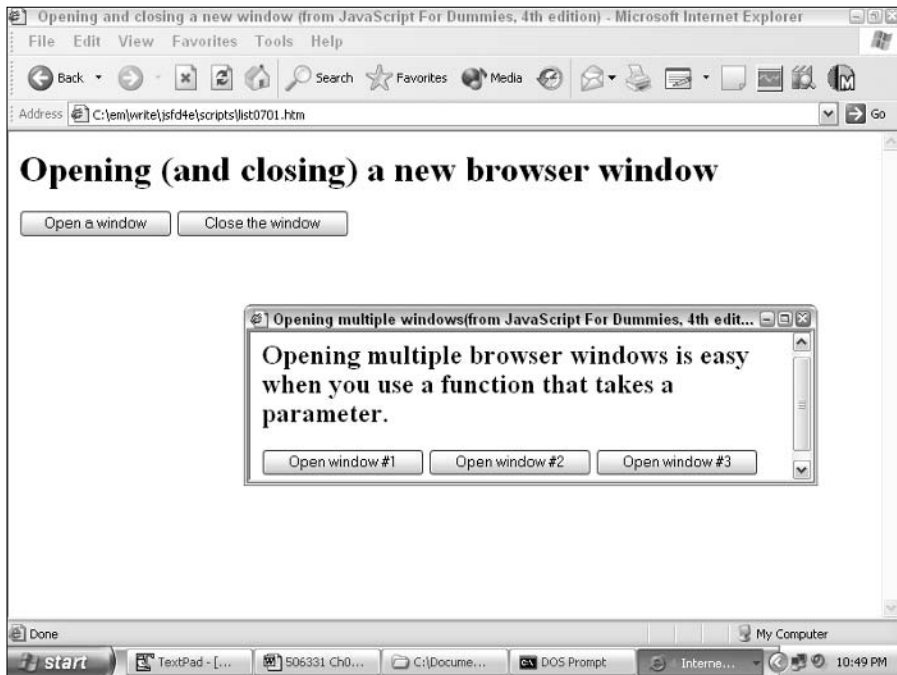 Opening and closing a new window (from JavaScript For Dummies, 4th edition) - Microsoft Internet Explorer
File Edit View Favorites Tools Help
Back Search Favorites Media
Address C:\em\write\jsfd4e\scripts\list0701.htm Go
Opening (and closing) a new browser window
Open a window Close the window
Opening multiple windows(from JavaScript For Dummies, 4th edit...
Opening multiple browser windows is easy
when you use a function that takes a
parameter.
Open window #1 Open window #2 Open window #3
Done My Computer
start TextPad - [... 506331 Ch0... C:\Docume... DOS Prompt Interne... 10:49 PM